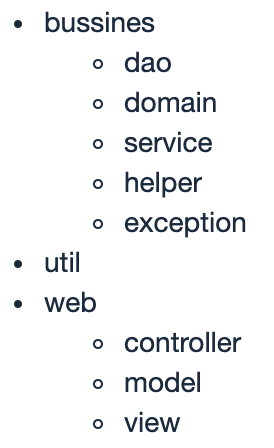 bussines
dao
domain
service
helper
exception
util
web
controller
model
view